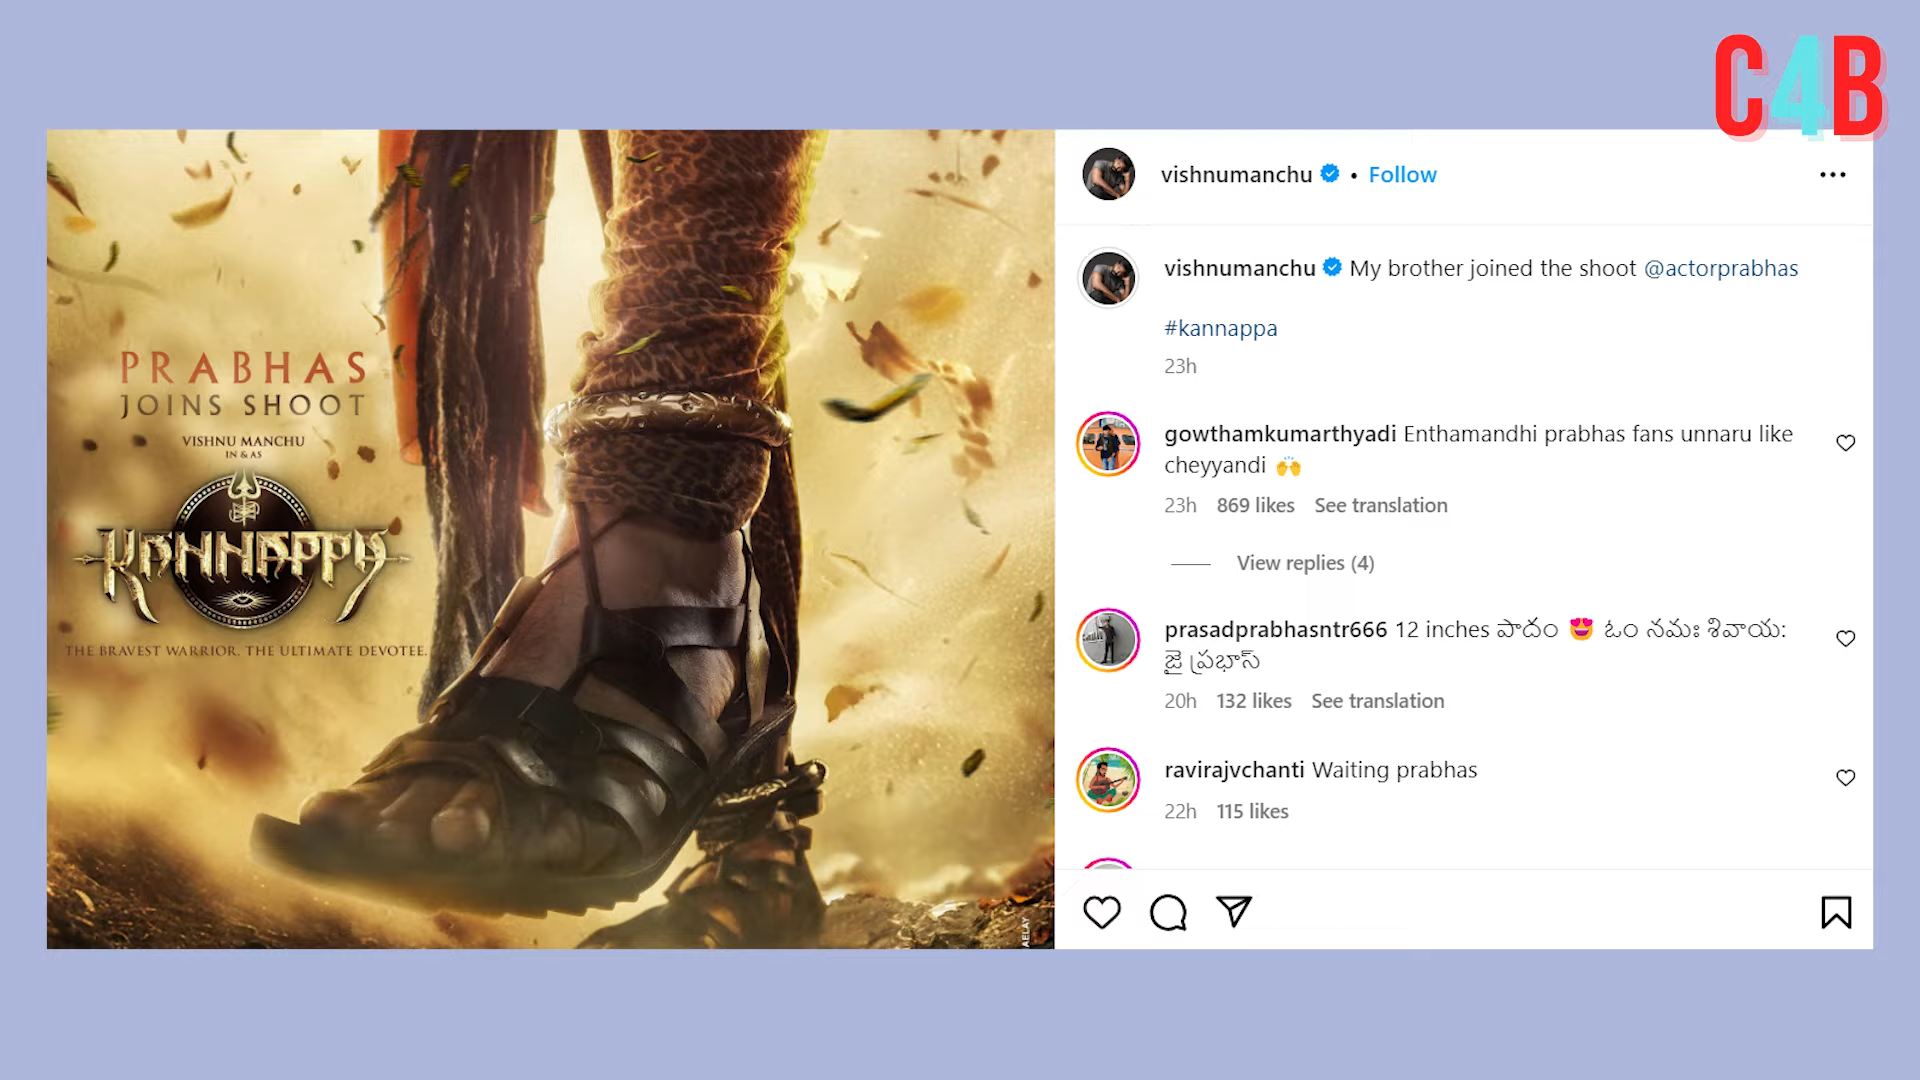 C4B
PRABHAS
JOINS SHOOT
VISHNU MANCHU
IN & AS
KANNAPPA
THE BRAVEST WARRIOR. THE ULTIMATE DEVOTEE.
AELAY
vishnumanchu • Follow
vishnumanchu My brother joined the shoot @actorprabhas
#kannappa
23h
gowthamkumarthyadi Enthamandhi prabhas fans unnaru like
cheyyandi 🙌
23h 869 likes See translation
View replies (4)
prasadprabhasntr666 12 inches పాదం 😍 ఓం నమః శివాయ:
జై ప్రభాస్
20h 132 likes See translation
ravirajvchanti Waiting prabhas
22h 115 likes